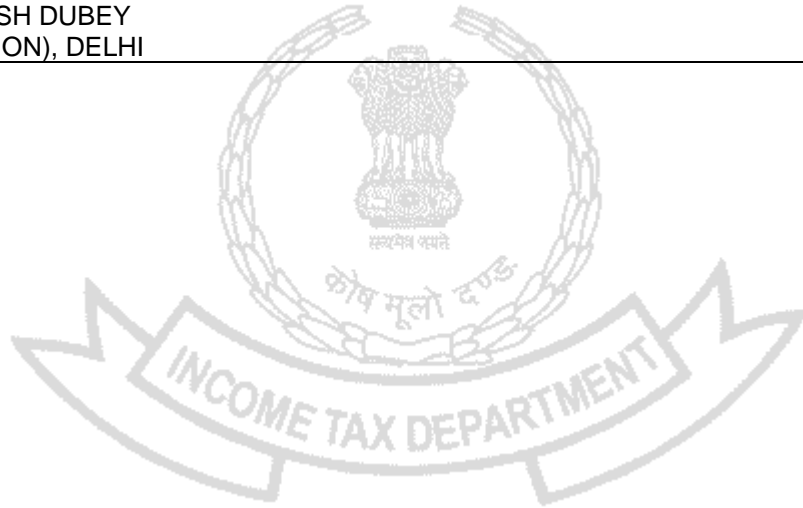 SH DUBEY
ON), DELHI
सत्यमेव जयते
कोष मूलो दण्ड:
INCOME TAX DEPARTMENT